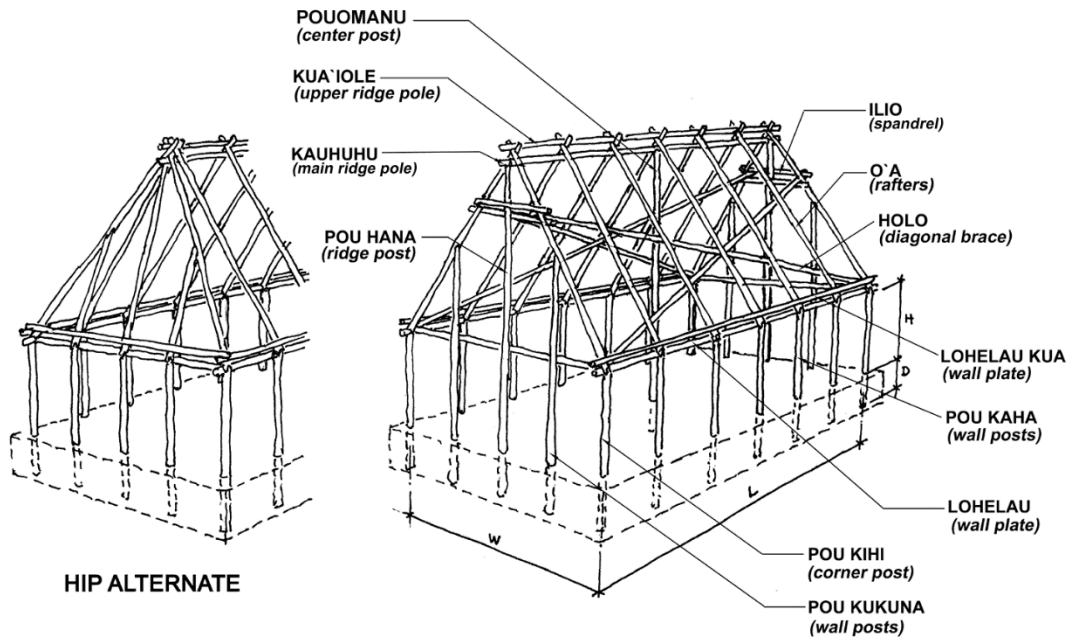 POUOMANU
(center post)
KUA`IOLE
(upper ridge pole)
KAUHUHU
(main ridge pole)
POU HANA
(ridge post)
ILIO
(spandrel)
O`A
(rafters)
HOLO
(diagonal brace)
H
D
LOHELAU KUA
(wall plate)
POU KAHA
(wall posts)
L
W
LOHELAU
(wall plate)
POU KIHI
(corner post)
POU KUKUNA
(wall posts)
HIP ALTERNATE